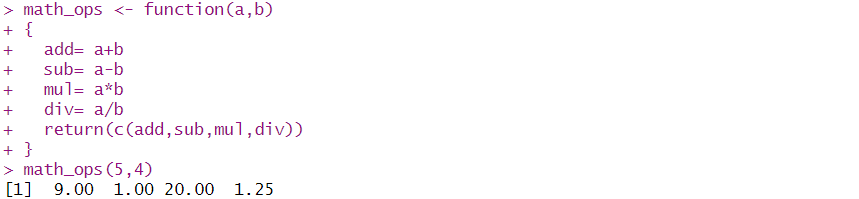 > math_ops <- function(a,b)
+ {
+   add= a+b
+   sub= a-b
+   mul= a*b
+   div= a/b
+   return(c(add,sub,mul,div))
+ }
> math_ops(5,4)
[1]  9.00  1.00 20.00  1.25